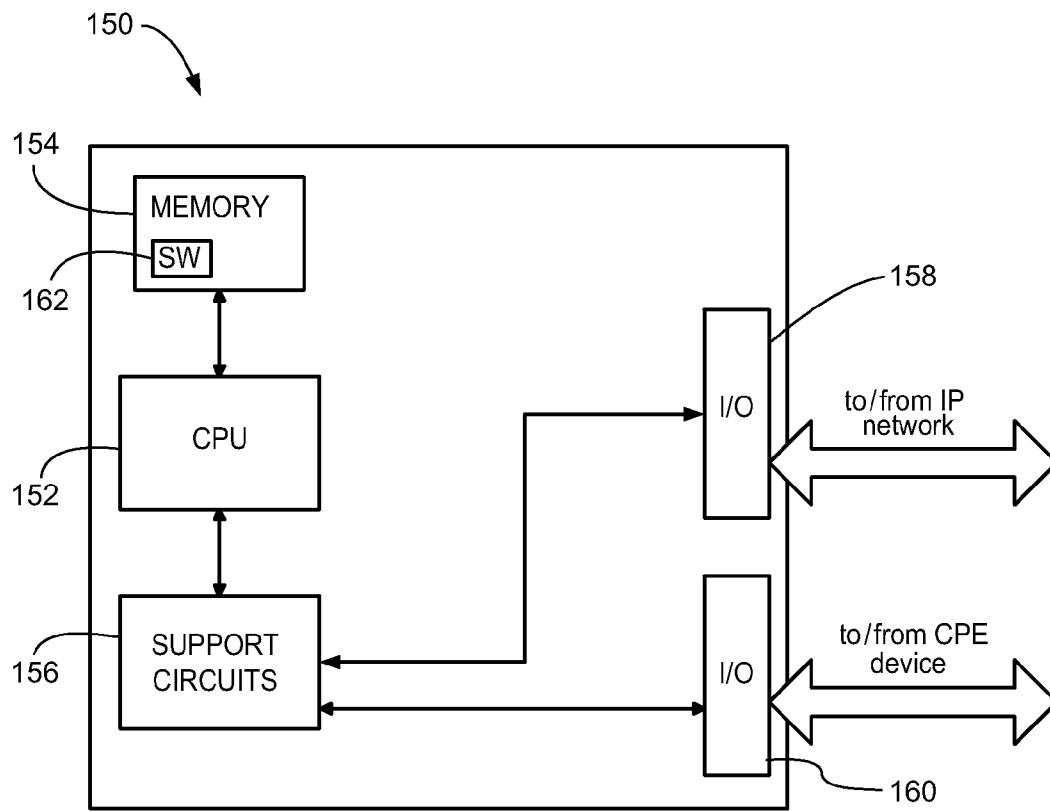 150
154
MEMORY
SW
162
158
I/O
to/from IP
network
CPU
152
156
SUPPORT
CIRCUITS
I/O
to/from CPE
device
160